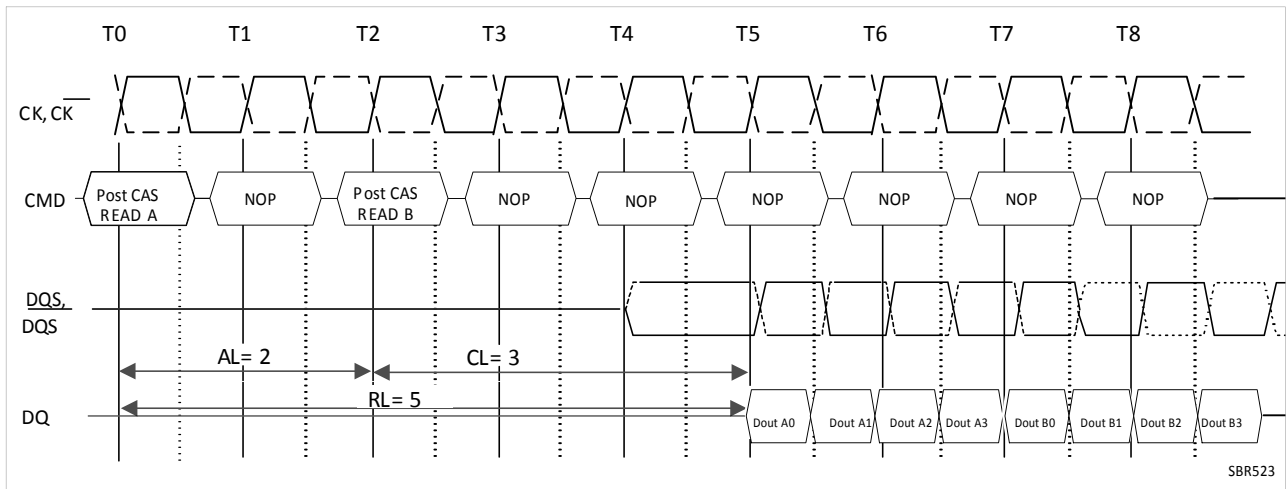 T0 T1 T2 T3 T4 T5 T6 T7 T8
CK, CK
CMD
Post CAS
READ A
NOP
Post CAS
READ B
NOP
NOP
NOP
NOP
NOP
NOP
DQS,
DQS
AL= 2
CL= 3
RL= 5
DQ
Dout A0 Dout A1 Dout A2 Dout A3 Dout B0 Dout B1 Dout B2 Dout B3
SBR523